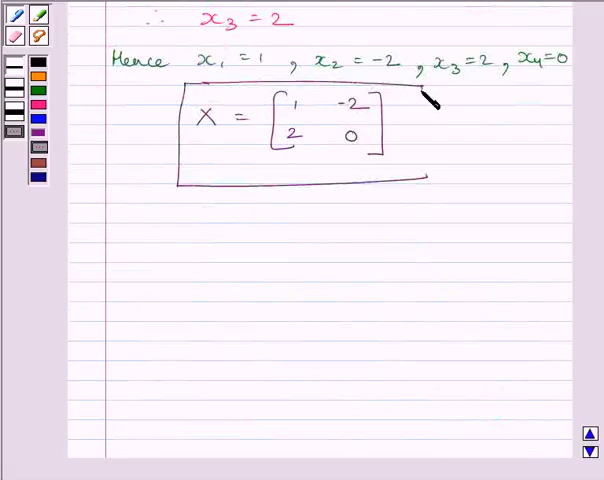 ∴ x₃ = 2
Hence x₁ = 1 , x₂ = -2 , x₃ = 2 , x₄ = 0
X = [ 1 -2
2 0 ]